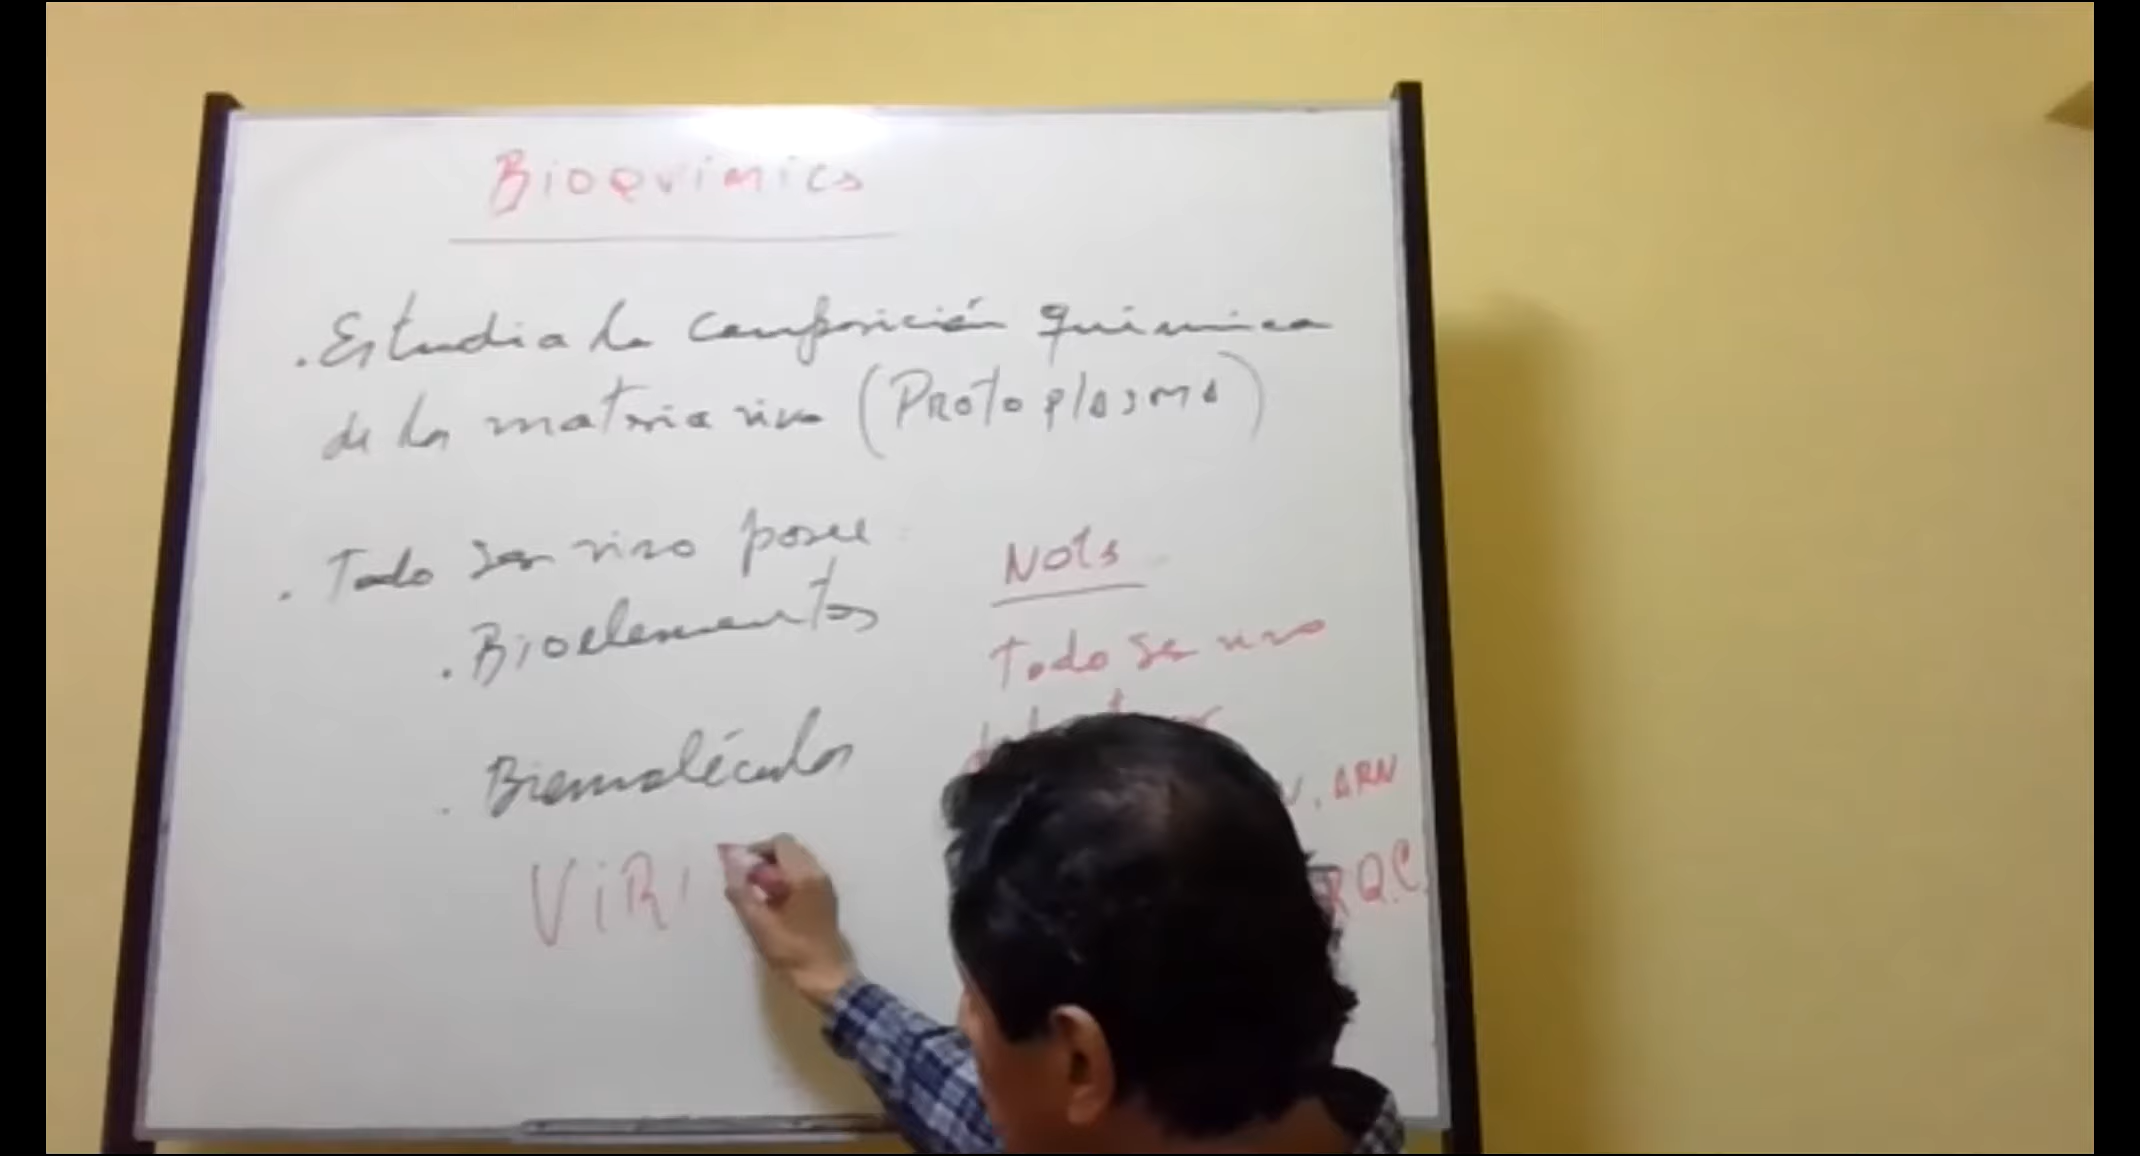 Bioquímica
. Estudia la composición química
de la materia viva (Protoplasma)
. Todo ser vivo posee
. Bioelementos
. Biomoléculas
ViRi
Nota
Todo ser vivo
, ARN
R.Q.C.